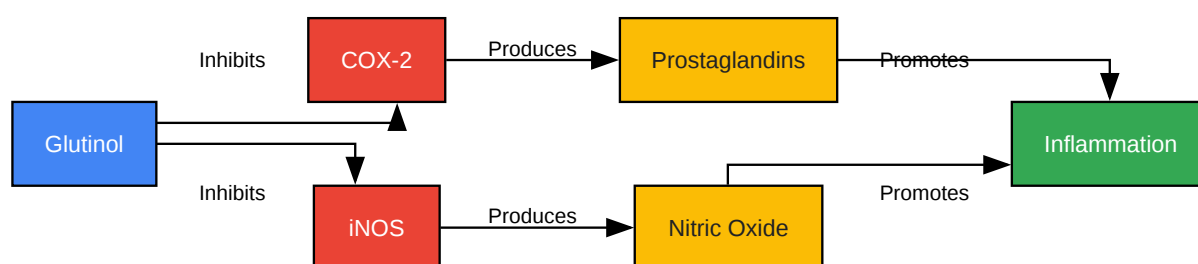 Inhibits
COX-2
Produces
Prostaglandins
Promotes
Glutinol
Inflammation
Inhibits
iNOS
Produces
Nitric Oxide
Promotes